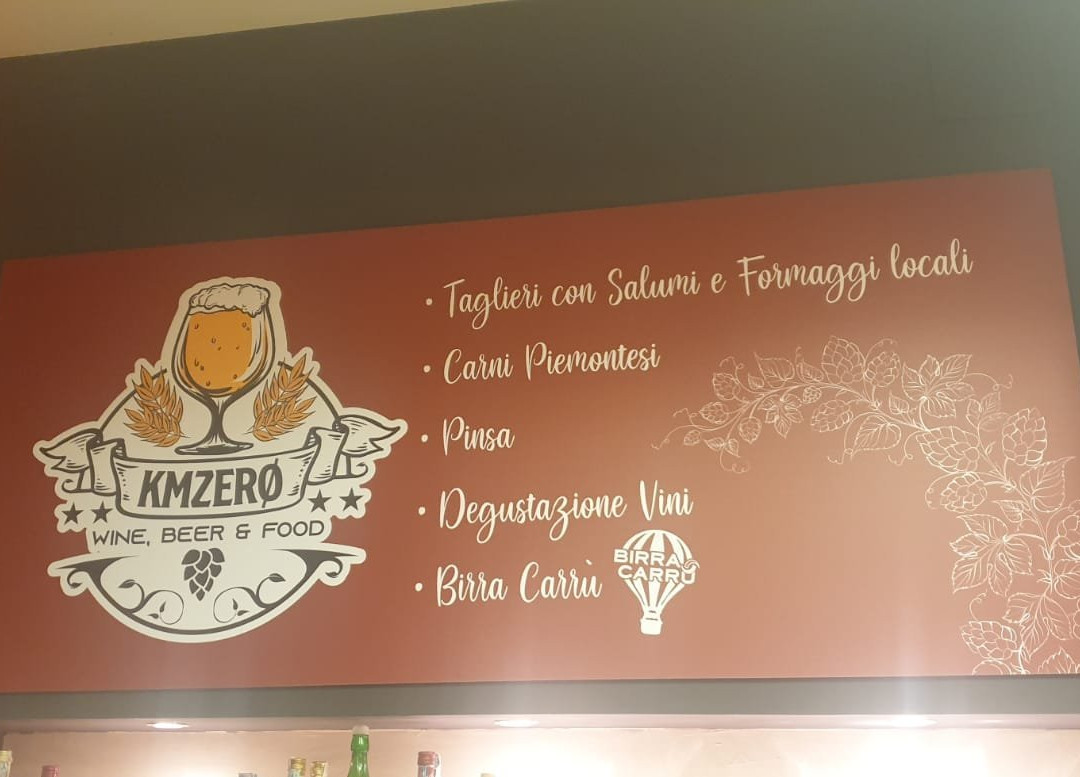 KMZERØ
WINE, BEER & FOOD
• Taglieri con Salumi e Formaggi locali
• Carni Piemontesi
• Pinsa
• Degustazione Vini
• Birra Carrù
BIRRA
CARRÙ